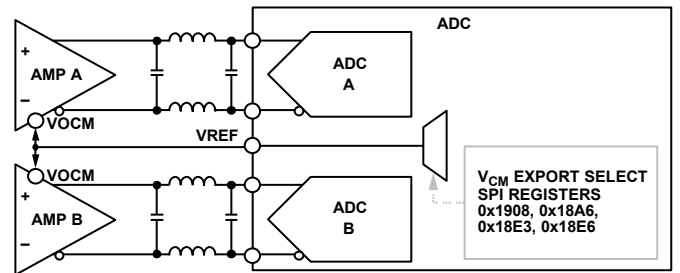 ADC
+
AMP A
−
VOCM
ADC
A
VREF
VOCM
+
AMP B
−
ADC
B
VCM EXPORT SELECT
SPI REGISTERS
0x1908, 0x18A6,
0x18E3, 0x18E6